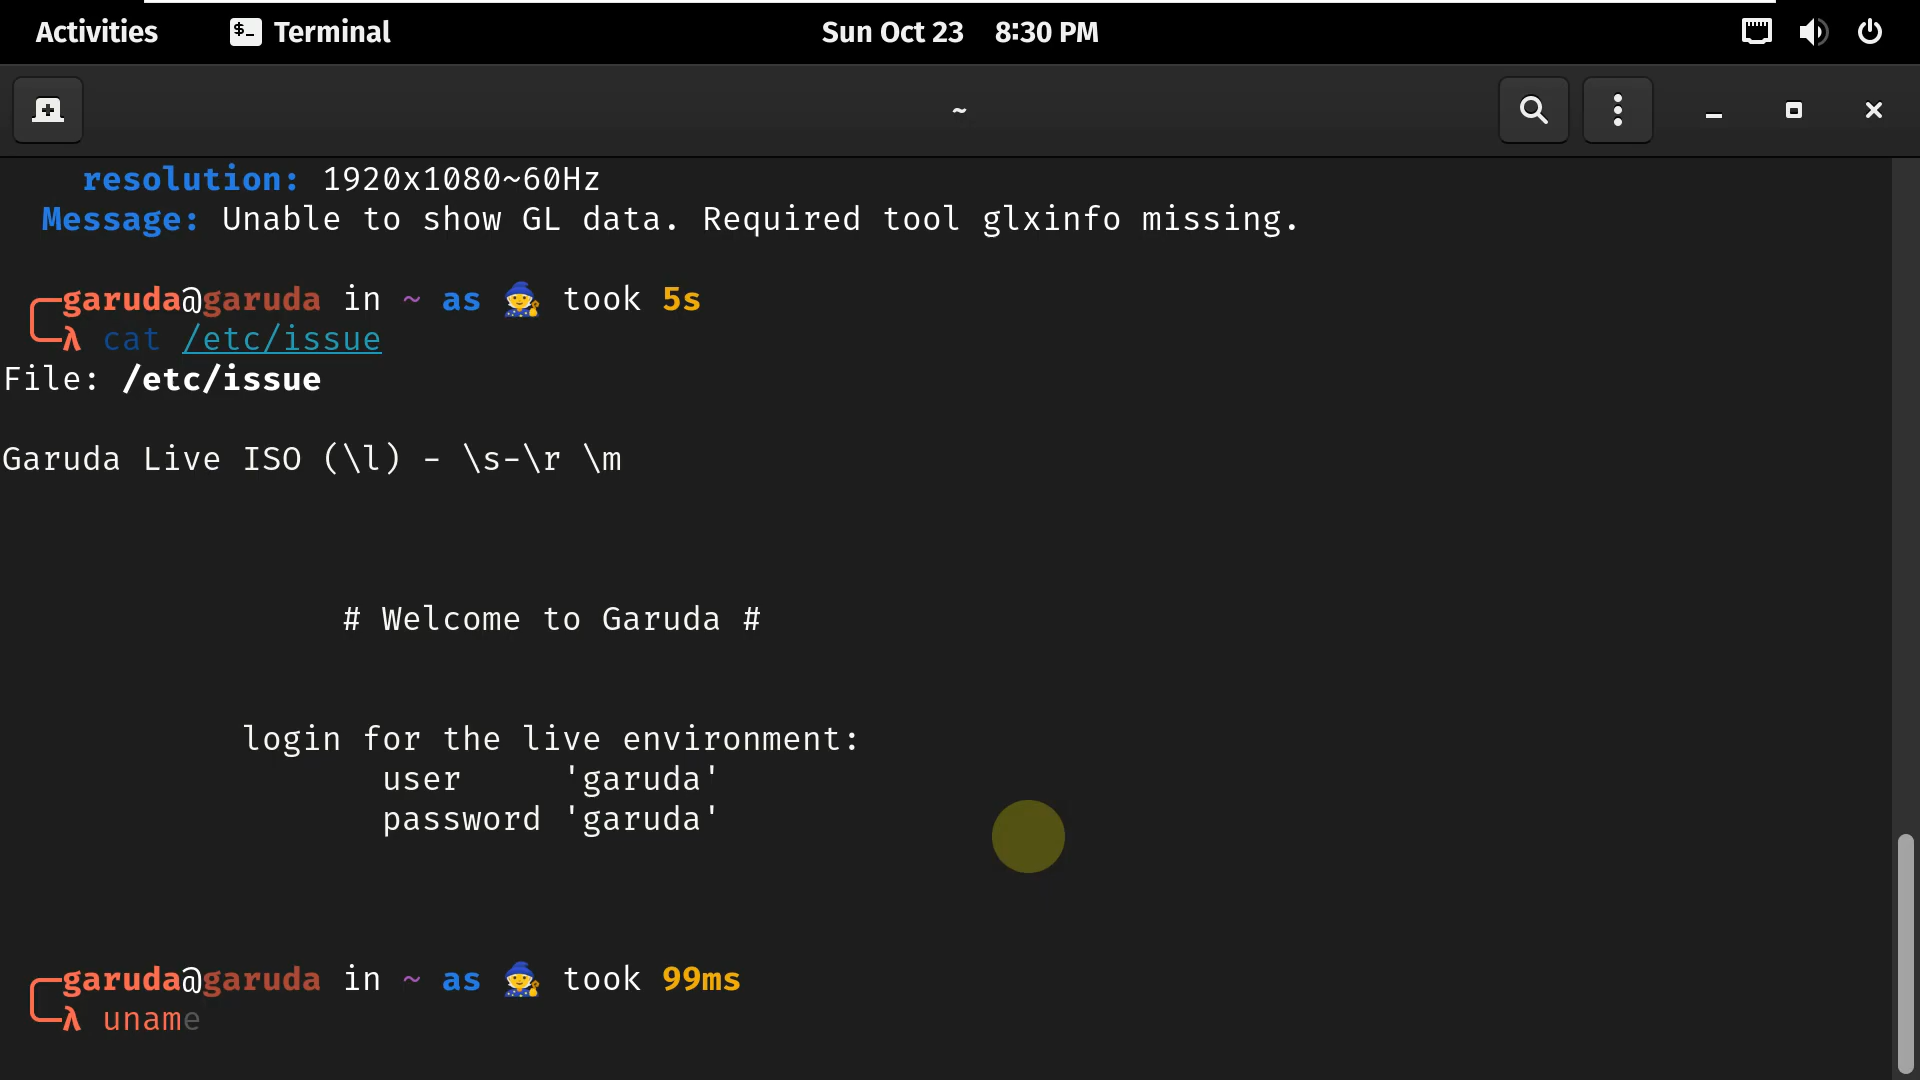 Activities Terminal Sun Oct 23 8:30 PM
~
resolution: 1920x1080~60Hz
Message: Unable to show GL data. Required tool glxinfo missing.
garuda@garuda in ~ as 🧙 took 5s
λ cat /etc/issue
File: /etc/issue
Garuda Live ISO (\l) - \s-\r \m
# Welcome to Garuda #
login for the live environment:
user 'garuda'
password 'garuda'
garuda@garuda in ~ as 🧙 took 99ms
λ uname